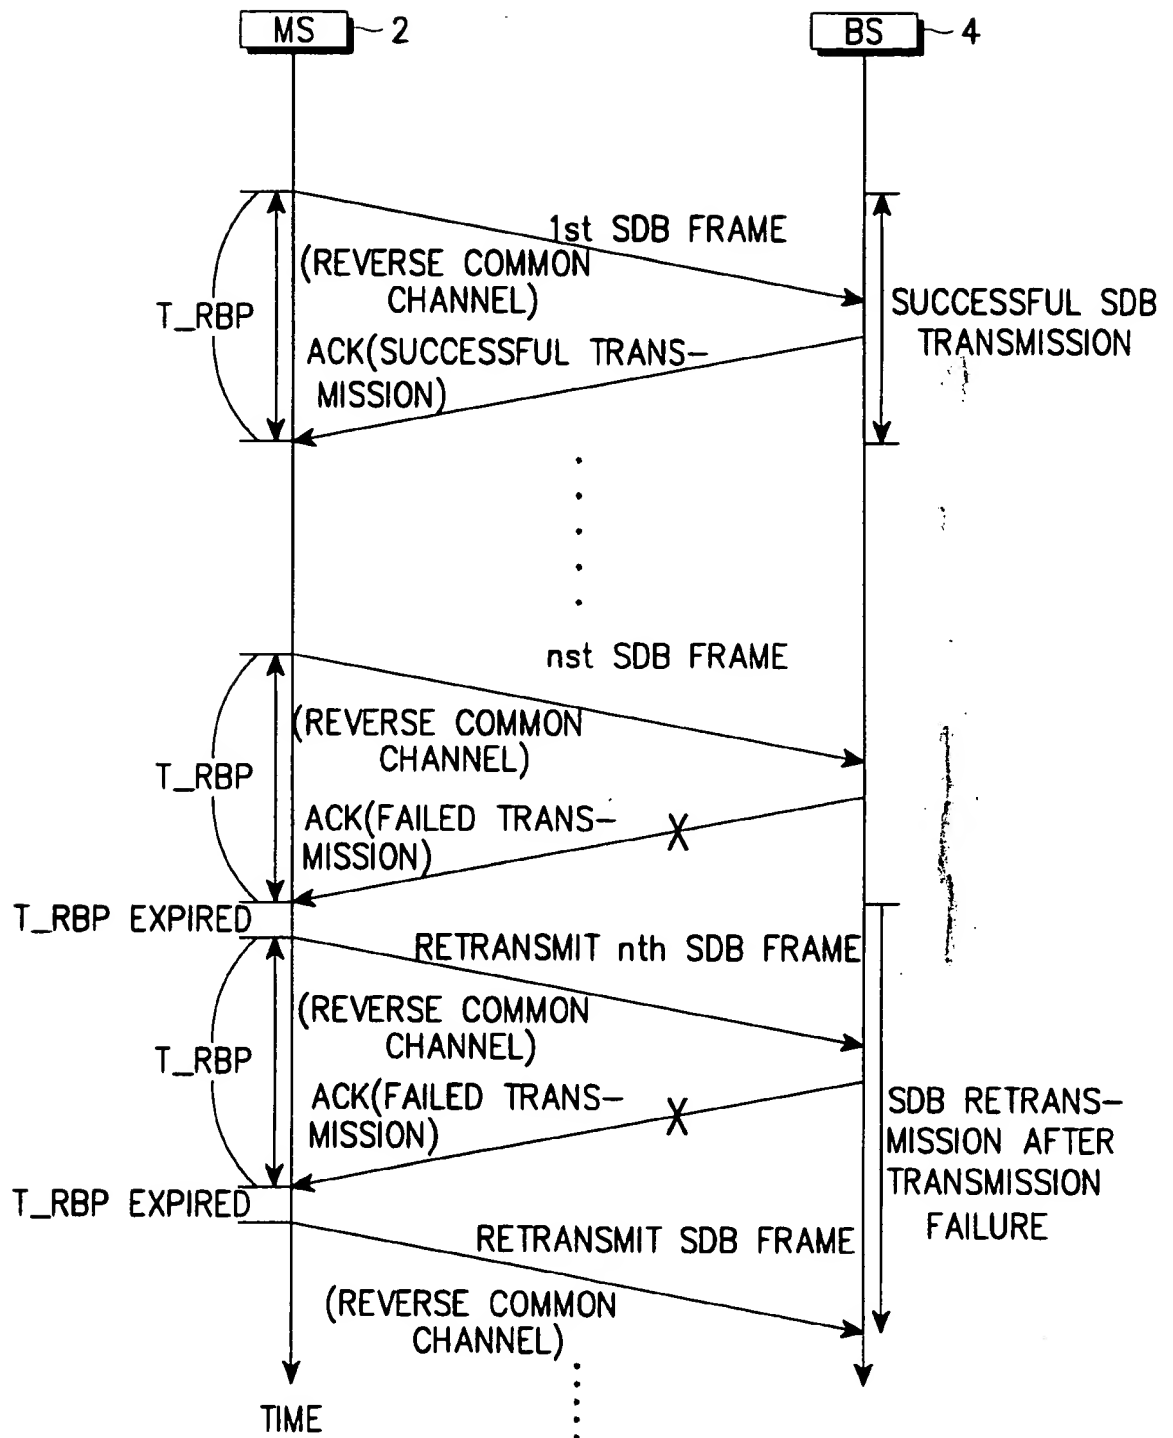 MS 2
BS 4
1st SDB FRAME
(REVERSE COMMON
CHANNEL)
T_RBP
SUCCESSFUL SDB
TRANSMISSION
ACK(SUCCESSFUL TRANS-
MISSION)
nst SDB FRAME
(REVERSE COMMON
CHANNEL)
T_RBP
ACK(FAILED TRANS-
MISSION)
T_RBP EXPIRED
RETRANSMIT nth SDB FRAME
(REVERSE COMMON
CHANNEL)
T_RBP
ACK(FAILED TRANS-
MISSION)
SDB RETRANS-
MISSION AFTER
TRANSMISSION
FAILURE
T_RBP EXPIRED
RETRANSMIT SDB FRAME
(REVERSE COMMON
CHANNEL)
TIME